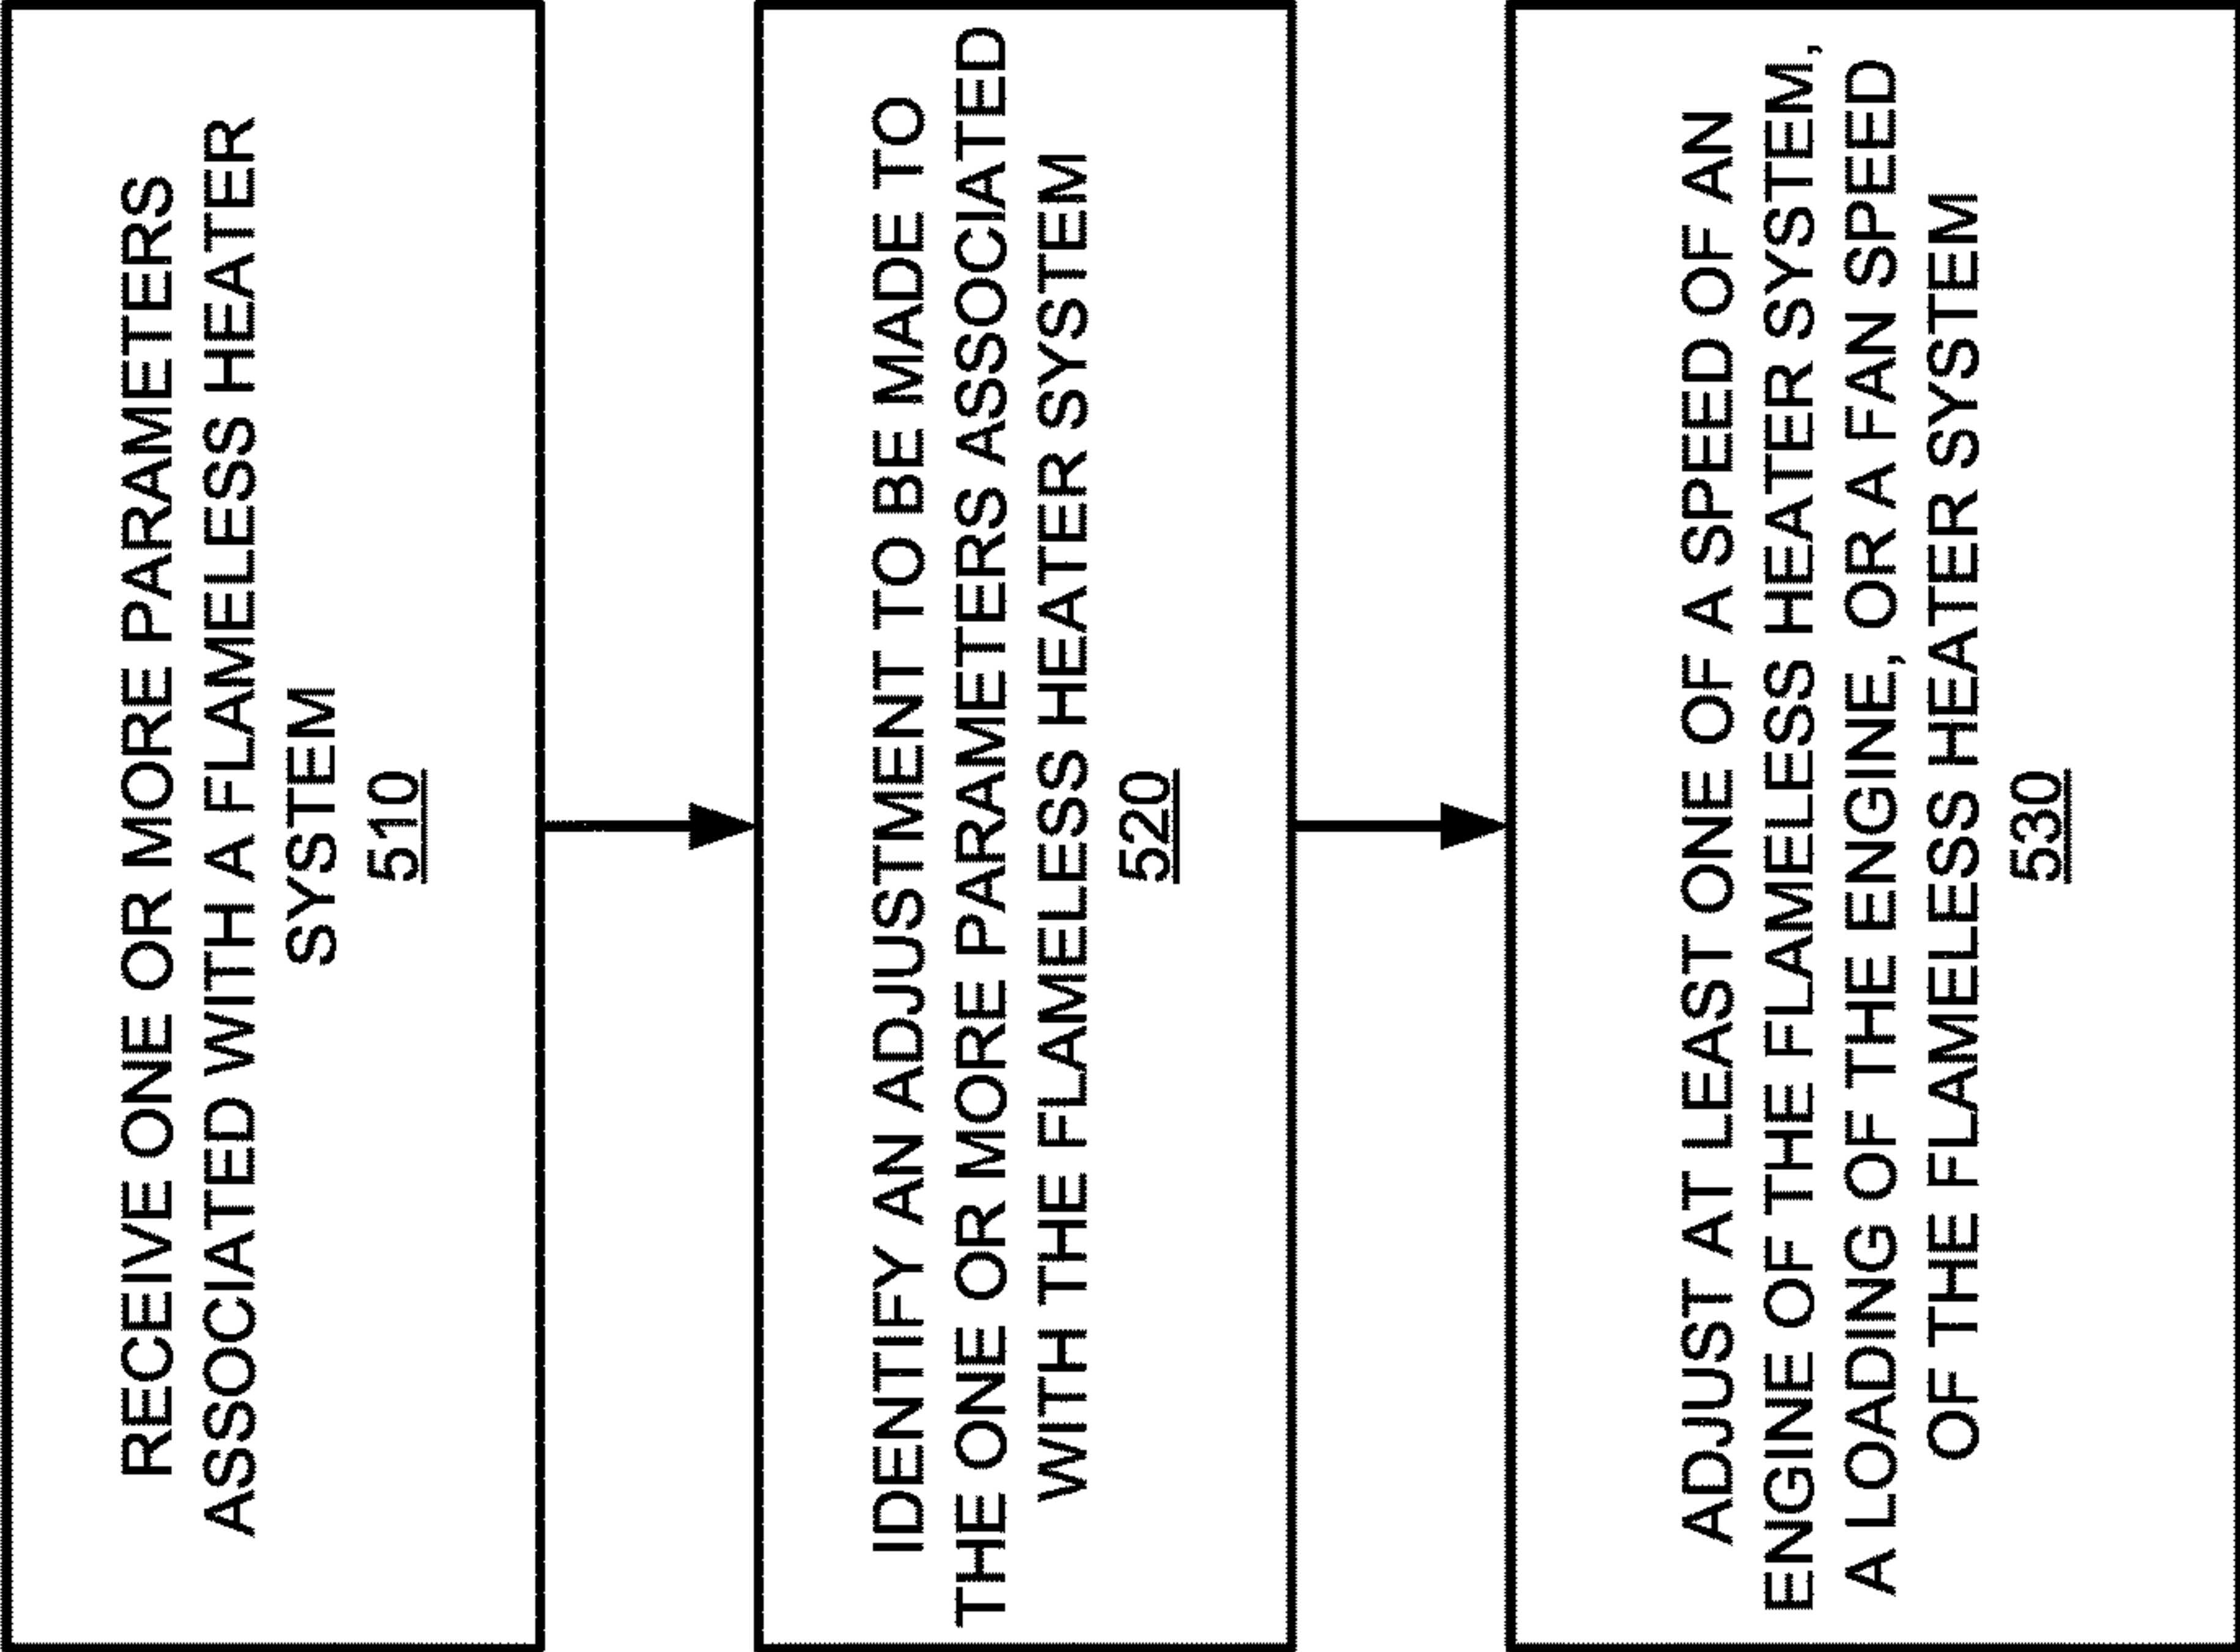 RECEIVE ONE OR MORE PARAMETERS
ASSOCIATED WITH A FLAMELESS HEATER
SYSTEM
510
IDENTIFY AN ADJUSTMENT TO BE MADE TO
THE ONE OR MORE PARAMETERS ASSOCIATED
WITH THE FLAMELESS HEATER SYSTEM
520
ADJUST AT LEAST ONE OF A SPEED OF AN
ENGINE OF THE FLAMELESS HEATER SYSTEM,
A LOADING OF THE ENGINE, OR A FAN SPEED
OF THE FLAMELESS HEATER SYSTEM
530